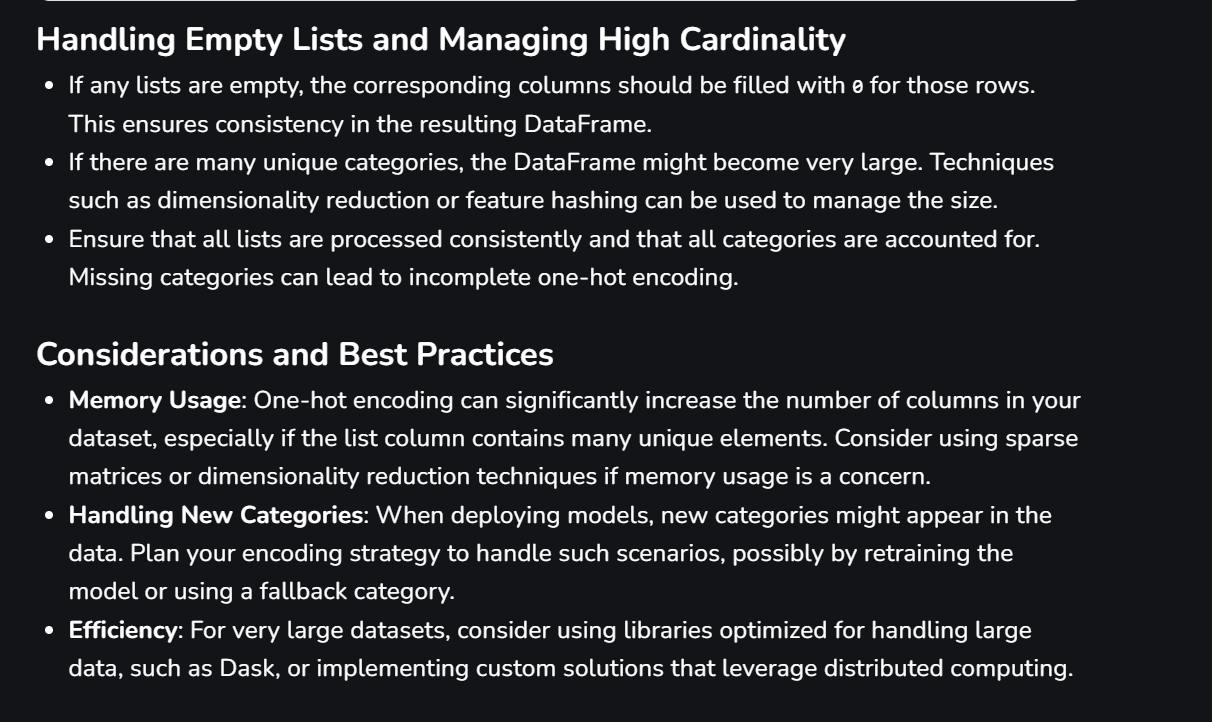 Handling Empty Lists and Managing High Cardinality
• If any lists are empty, the corresponding columns should be filled with 0 for those rows.
This ensures consistency in the resulting DataFrame.
• If there are many unique categories, the DataFrame might become very large. Techniques
such as dimensionality reduction or feature hashing can be used to manage the size.
• Ensure that all lists are processed consistently and that all categories are accounted for.
Missing categories can lead to incomplete one-hot encoding.
Considerations and Best Practices
• Memory Usage: One-hot encoding can significantly increase the number of columns in your
dataset, especially if the list column contains many unique elements. Consider using sparse
matrices or dimensionality reduction techniques if memory usage is a concern.
• Handling New Categories: When deploying models, new categories might appear in the
data. Plan your encoding strategy to handle such scenarios, possibly by retraining the
model or using a fallback category.
• Efficiency: For very large datasets, consider using libraries optimized for handling large
data, such as Dask, or implementing custom solutions that leverage distributed computing.